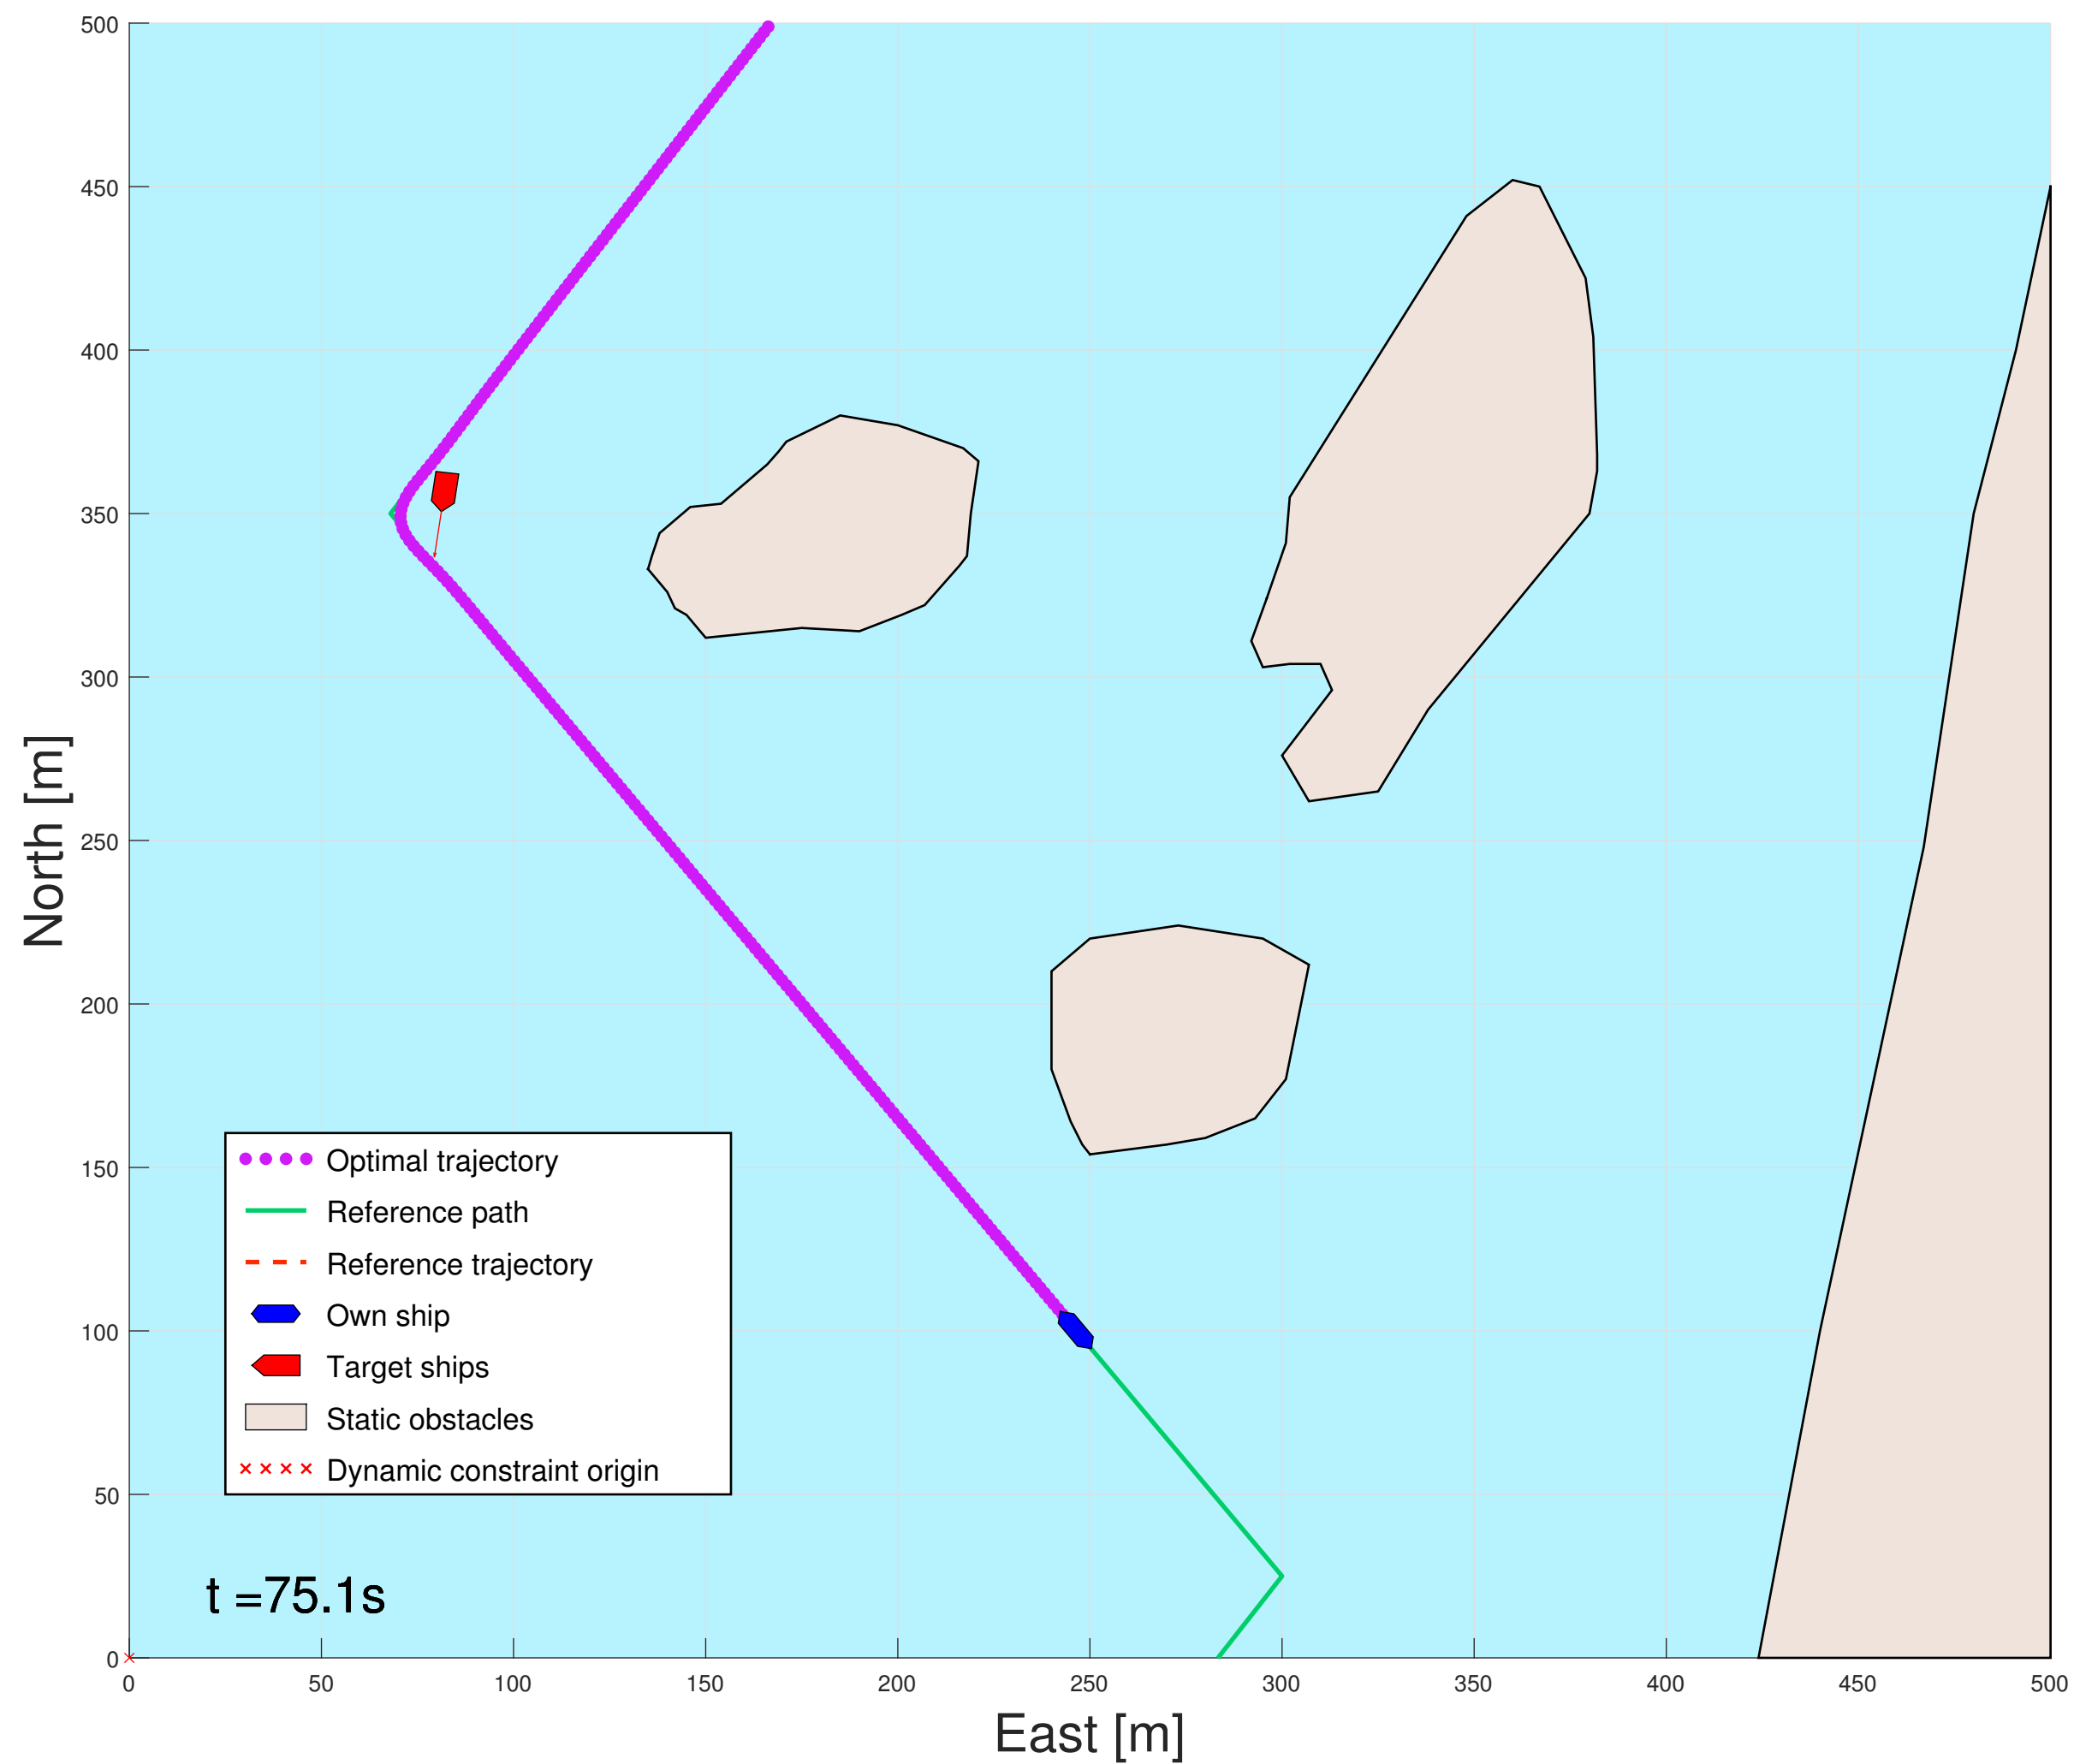 500
450
400
350
300
250
200
150
100
50
0
North [m]
Optimal trajectory
Reference path
Reference trajectory
Own ship
Target ships
Static obstacles
Dynamic constraint origin
t =75.1s
0 50 100 150 200 250 300 350 400 450 500
East [m]